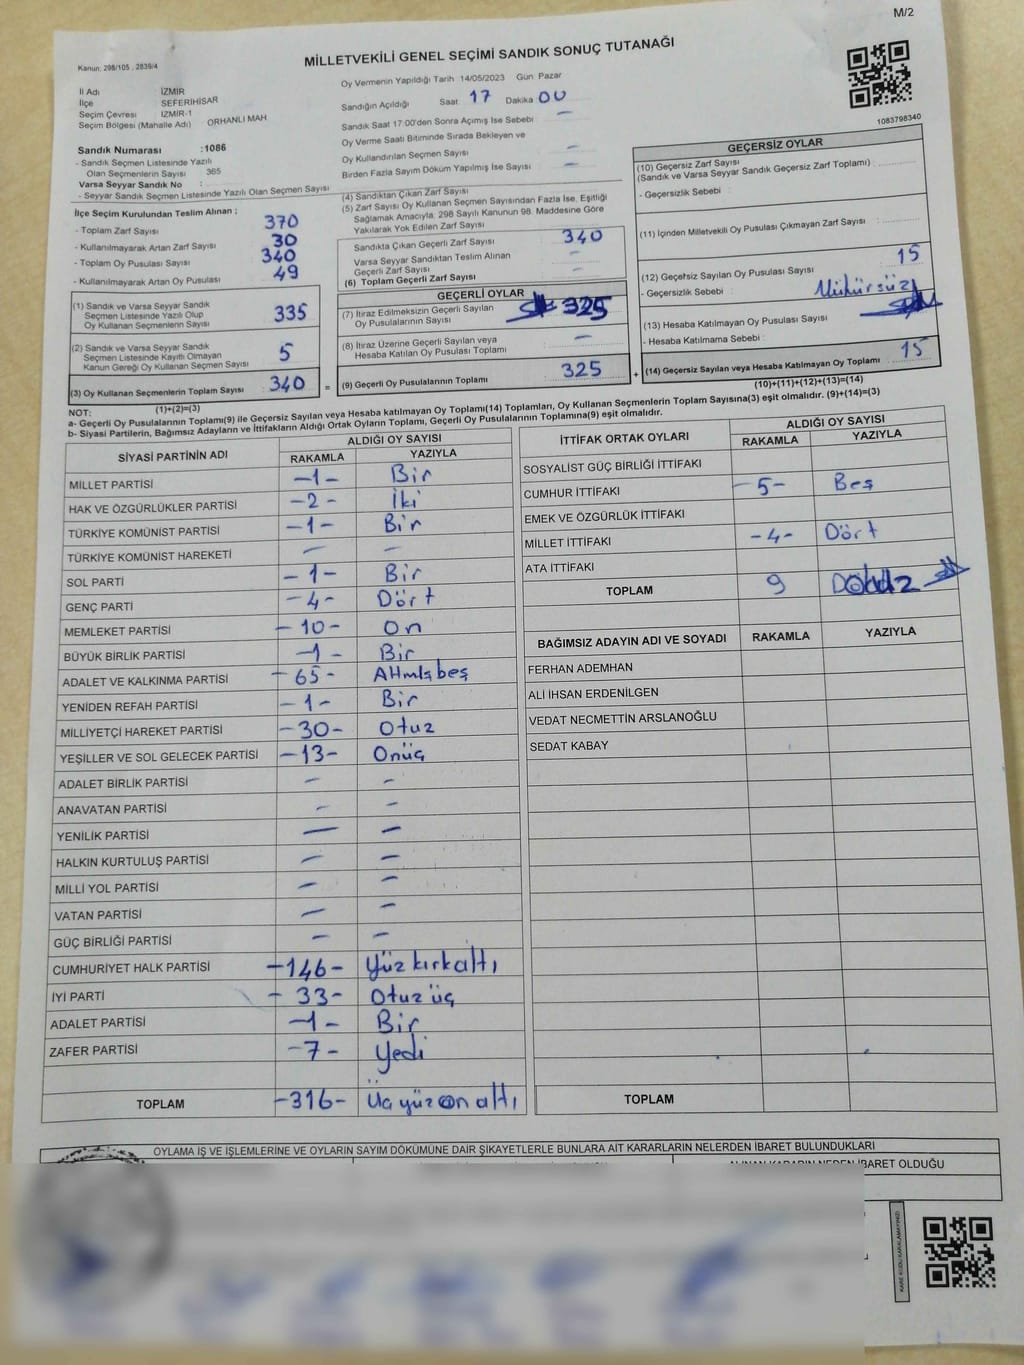 M/2
Kanun: 298/105 , 2839/4
MİLLETVEKİLİ GENEL SEÇİMİ SANDIK SONUÇ TUTANAĞI
İl Adı İZMİR
İlçe SEFERİHİSAR
Seçim Çevresi İZMİR-1
Seçim Bölgesi (Mahalle Adı) ORHANLI MAH.
Sandık Numarası :1086
- Sandık Seçmen Listesinde Yazılı
Olan Seçmenlerin Sayısı 365
Varsa Seyyar Sandık No :
- Seyyar Sandık Seçmen Listesinde Yazılı Olan Seçmen Sayısı
Oy Vermenin Yapıldığı Tarih :14/05/2023 Gün: Pazar
Sandığın Açıldığı Saat: 17 Dakika 00
Sandık Saat 17:00'den Sonra Açımış İse Sebebi -
Oy Verme Saati Bitiminde Sırada Bekleyen ve
Oy Kullandırılan Seçmen Sayısı -
Birden Fazla Sayım Döküm Yapılmış İse Sayısı -
1083798340
İlçe Seçim Kurulundan Teslim Alınan ;
- Toplam Zarf Sayısı 370
- Kullanılmayarak Artan Zarf Sayısı 30
- Toplam Oy Pusulası Sayısı 340
- Kullanılmayarak Artan Oy Pusulası 49
(1) Sandık ve Varsa Seyyar Sandık
Seçmen Listesinde Yazılı Olup
Oy Kullanan Seçmenlerin Sayısı 335
(2) Sandık ve Varsa Seyyar Sandık
Seçmen Listesinde Kayıtlı Olmayan
Kanun Gereği Oy Kullanan Seçmen Sayısı 5
(3) Oy Kullanan Seçmenlerin Toplam Sayısı : 340 =
(1)+(2)=(3)
(4) Sandıktan Çıkan Zarf Sayısı
(5) Zarf Sayısı Oy Kullanan Seçmen Sayısından Fazla İse, Eşitliği
Sağlamak Amacıyla, 298 Sayılı Kanunun 98. Maddesine Göre
Yakılarak Yok Edilen Zarf Sayısı
Sandıkta Çıkan Geçerli Zarf Sayısı 340
Varsa Seyyar Sandıktan Teslim Alınan
Geçerli Zarf Sayısı -
(6) Toplam Geçerli Zarf Sayısı -
GEÇERLİ OYLAR
(7) İtiraz Edilmeksizin Geçerli Sayılan
Oy Pusulalarının Sayısı 325
(8) İtiraz Üzerine Geçerli Sayılan veya
Hesaba Katılan Oy Pusulası Toplamı -
(9) Geçerli Oy Pusulalarının Toplamı 325 +
GEÇERSİZ OYLAR
(10) Geçersiz Zarf Sayısı
(Sandık ve Varsa Seyyar Sandık Geçersiz Zarf Toplamı) :
- Geçersizlik Sebebi :
(11) İçinden Milletvekili Oy Pusulası Çıkmayan Zarf Sayısı :
(12) Geçersiz Sayılan Oy Pusulası Sayısı 15
- Geçersizlik Sebebi : Mühürsüz
(13) Hesaba Katılmayan Oy Pusulası Sayısı
- Hesaba Katılmama Sebebi :
(14) Geçersiz Sayılan veya Hesaba Katılmayan Oy Toplamı 15
(10)+(11)+(12)+(13)=(14)
NOT:
a- Geçerli Oy Pusulaları Toplamı(9) ile Geçersiz Sayılan veya Hesaba katılmayan Oy Toplamı(14) Toplamları, Oy Kullanan Seçmenlerin Toplam Sayısına(3) eşit olmalıdır. (9)+(14)=(3)
b- Siyasi Partilerin, Bağımsız Adayların ve İttifakların Aldığı Ortak Oyların Toplamı, Geçerli Oy Pusulalarının Toplamına(9) eşit olmalıdır.
SİYASİ PARTİNİN ADI ALDIĞI OY SAYISI
RAKAMLA YAZIYLA
MİLLET PARTİSİ -1- Bir
HAK VE ÖZGÜRLÜKLER PARTİSİ -2- İki
TÜRKİYE KOMÜNİST PARTİSİ -1- Bir
TÜRKİYE KOMÜNİST HAREKETİ - -
SOL PARTİ -1- Bir
GENÇ PARTİ -4- Dört
MEMLEKET PARTİSİ -10- On
BÜYÜK BİRLİK PARTİSİ -1- Bir
ADALET VE KALKINMA PARTİSİ -65- Altmışbeş
YENİDEN REFAH PARTİSİ -1- Bir
MİLLİYETÇİ HAREKET PARTİSİ -30- Otuz
YEŞİLLER VE SOL GELECEK PARTİSİ -13- Onüç
ADALET BİRLİK PARTİSİ - -
ANAVATAN PARTİSİ - -
YENİLİK PARTİSİ - -
HALKIN KURTULUŞ PARTİSİ - -
MİLLİ YOL PARTİSİ - -
VATAN PARTİSİ - -
GÜÇ BİRLİĞİ PARTİSİ - -
CUMHURİYET HALK PARTİSİ -146- Yüzkırkaltı
İYİ PARTİ -33- Otuzüç
ADALET PARTİSİ -1- Bir
ZAFER PARTİSİ -7- Yedi
TOPLAM -316- Üçyüzonaltı
İTTİFAK ORTAK OYLARI ALDIĞI OY SAYISI
RAKAMLA YAZIYLA
SOSYALİST GÜÇ BİRLİĞİ İTTİFAKI
CUMHUR İTTİFAKI -5- Beş
EMEK VE ÖZGÜRLÜK İTTİFAKI
MİLLET İTTİFAKI -4- Dört
ATA İTTİFAKI
TOPLAM 9 Dokuz
BAĞIMSIZ ADAYIN ADI VE SOYADI RAKAMLA YAZIYLA
FERHAN ADEMHAN
ALİ İHSAN ERDENİLGEN
VEDAT NECMETTİN ARSLANOĞLU
SEDAT KABAY
TOPLAM
OYLAMA İŞ VE İŞLEMLERİNE VE OYLARIN SAYIM DÖKÜMÜNE DAİR ŞİKAYETLERLE BUNLARA AİT KARARLARIN NELERDEN İBARET BULUNDUKLARI
ALINAN KARARIN NEDEN İBARET OLDUĞU
KARE KODU KARALAMAYINIZ!